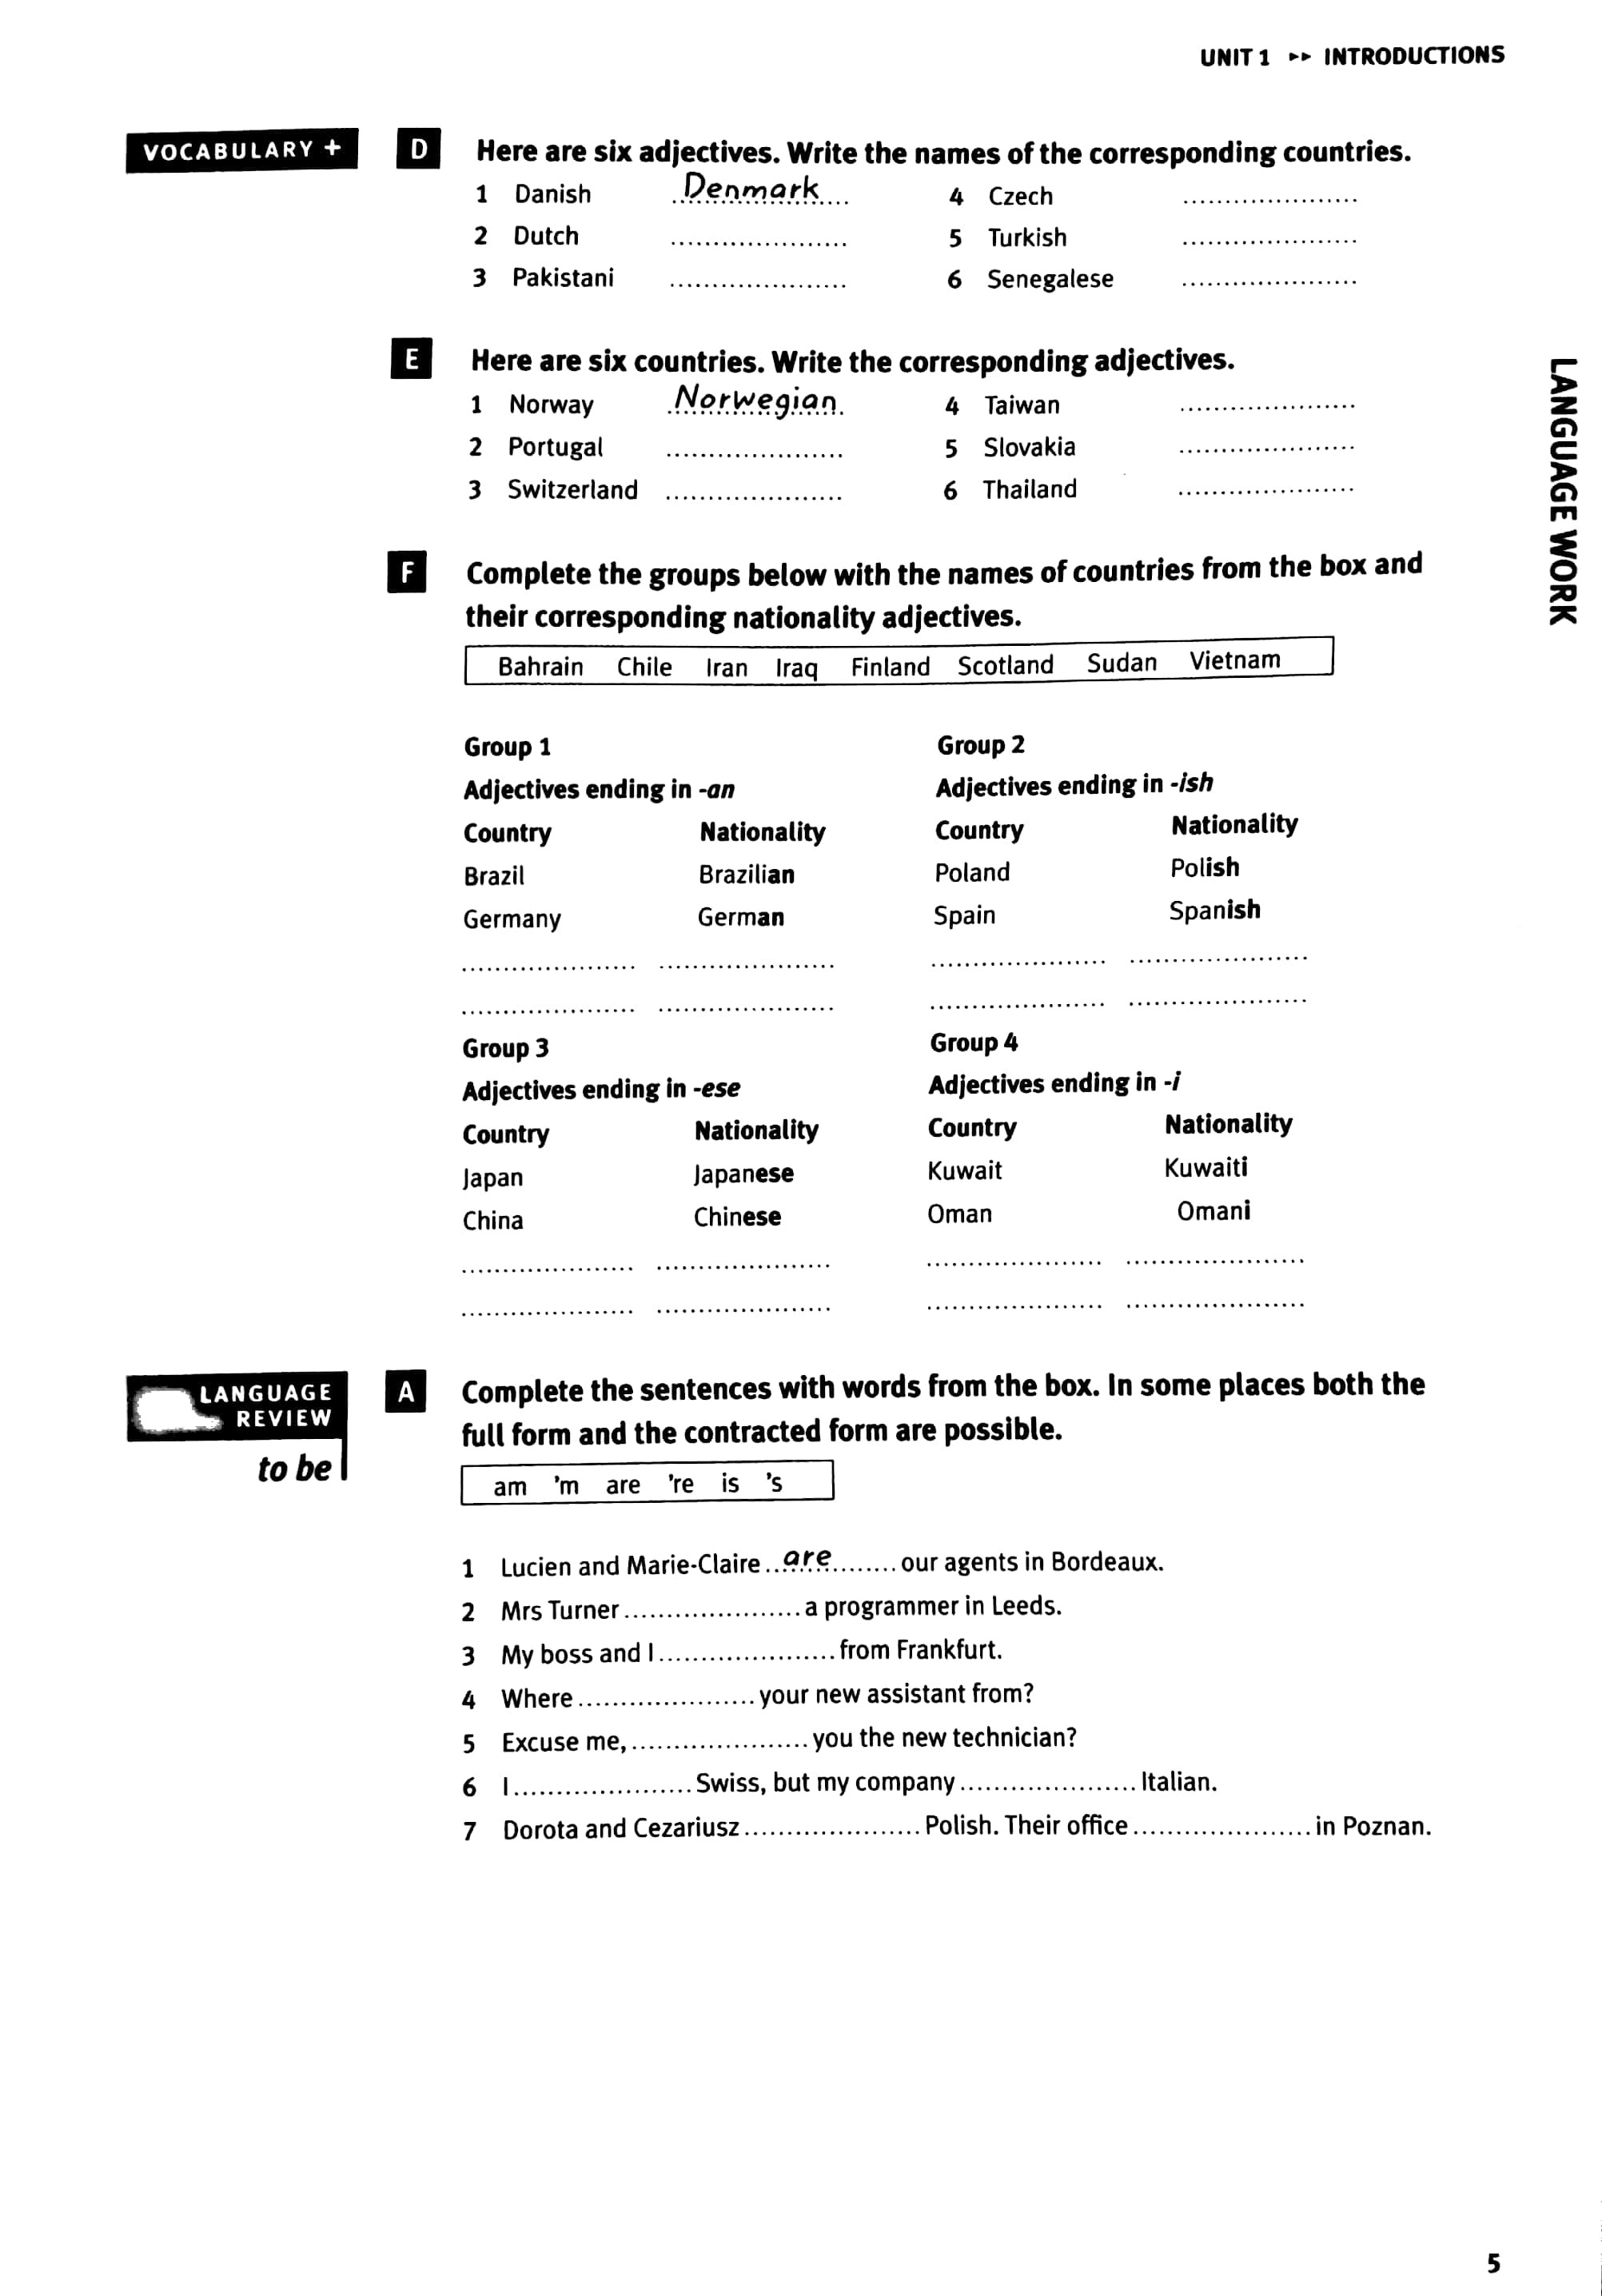 UNIT 1 ▸▸ INTRODUCTIONS
VOCABULARY +
D Here are six adjectives. Write the names of the corresponding countries.
1 Danish Denmark 4 Czech ....................
2 Dutch .................... 5 Turkish ....................
3 Pakistani .................... 6 Senegalese ....................
E Here are six countries. Write the corresponding adjectives.
1 Norway Norwegian 4 Taiwan ....................
2 Portugal .................... 5 Slovakia ....................
3 Switzerland .................... 6 Thailand ....................
LANGUAGE WORK
F Complete the groups below with the names of countries from the box and
their corresponding nationality adjectives.
Bahrain Chile Iran Iraq Finland Scotland Sudan Vietnam
Group 1
Adjectives ending in -an
Country Nationality
Brazil Brazilian
Germany German
.................... ....................
.................... ....................
Group 2
Adjectives ending in -ish
Country Nationality
Poland Polish
Spain Spanish
.................... ....................
.................... ....................
Group 3
Adjectives ending in -ese
Country Nationality
Japan Japanese
China Chinese
.................... ....................
.................... ....................
Group 4
Adjectives ending in -i
Country Nationality
Kuwait Kuwaiti
Oman Omani
.................... ....................
.................... ....................
LANGUAGE
REVIEW
to be
A Complete the sentences with words from the box. In some places both the
full form and the contracted form are possible.
am 'm are 're is 's
1 Lucien and Marie-Claire ..are........ our agents in Bordeaux.
2 Mrs Turner .................... a programmer in Leeds.
3 My boss and I .................... from Frankfurt.
4 Where .................... your new assistant from?
5 Excuse me, .................... you the new technician?
6 I .................... Swiss, but my company .................... Italian.
7 Dorota and Cezariusz .................... Polish. Their office .................... in Poznan.
5